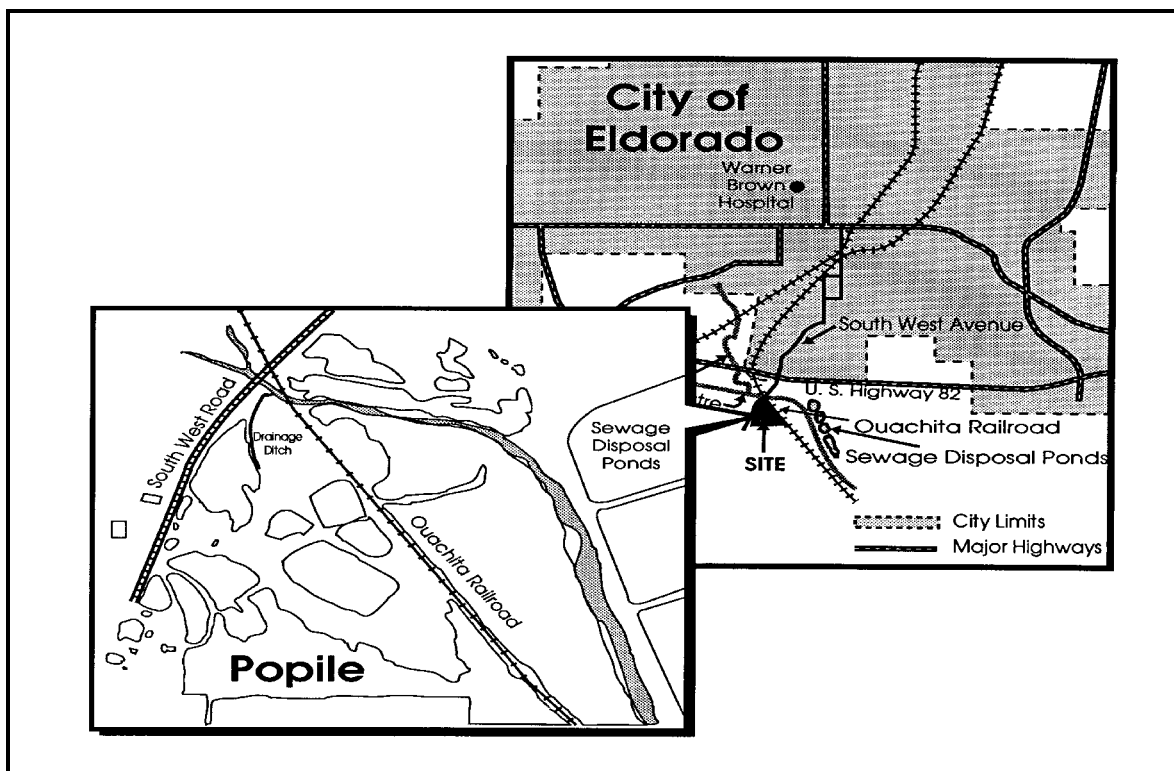 City of
Eldorado
Warner
Brown
Hospital
South West Avenue
U. S. Highway 82
Ouachita Railroad
SITE
Sewage Disposal Ponds
City Limits
Major Highways
South West Road
Drainage
Ditch
Sewage
Disposal
Ponds
Ouachita Railroad
Popile